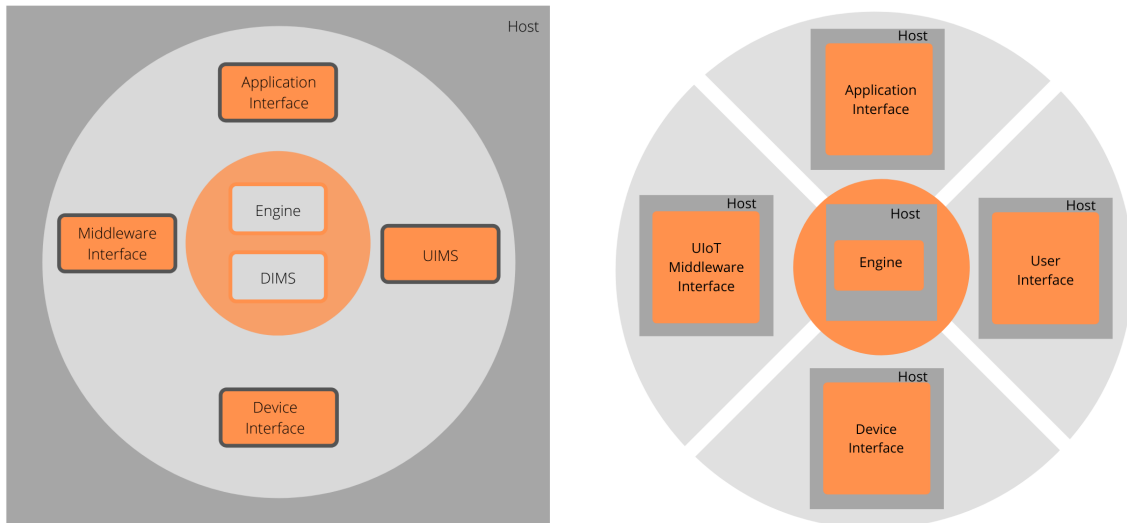 Host
Application
Interface
Engine
Middleware
Interface
UIMS
DIMS
Device
Interface
Host
Application
Interface
Host
UIoT
Middleware
Interface
Host
Engine
Host
User
Interface
Host
Device
Interface